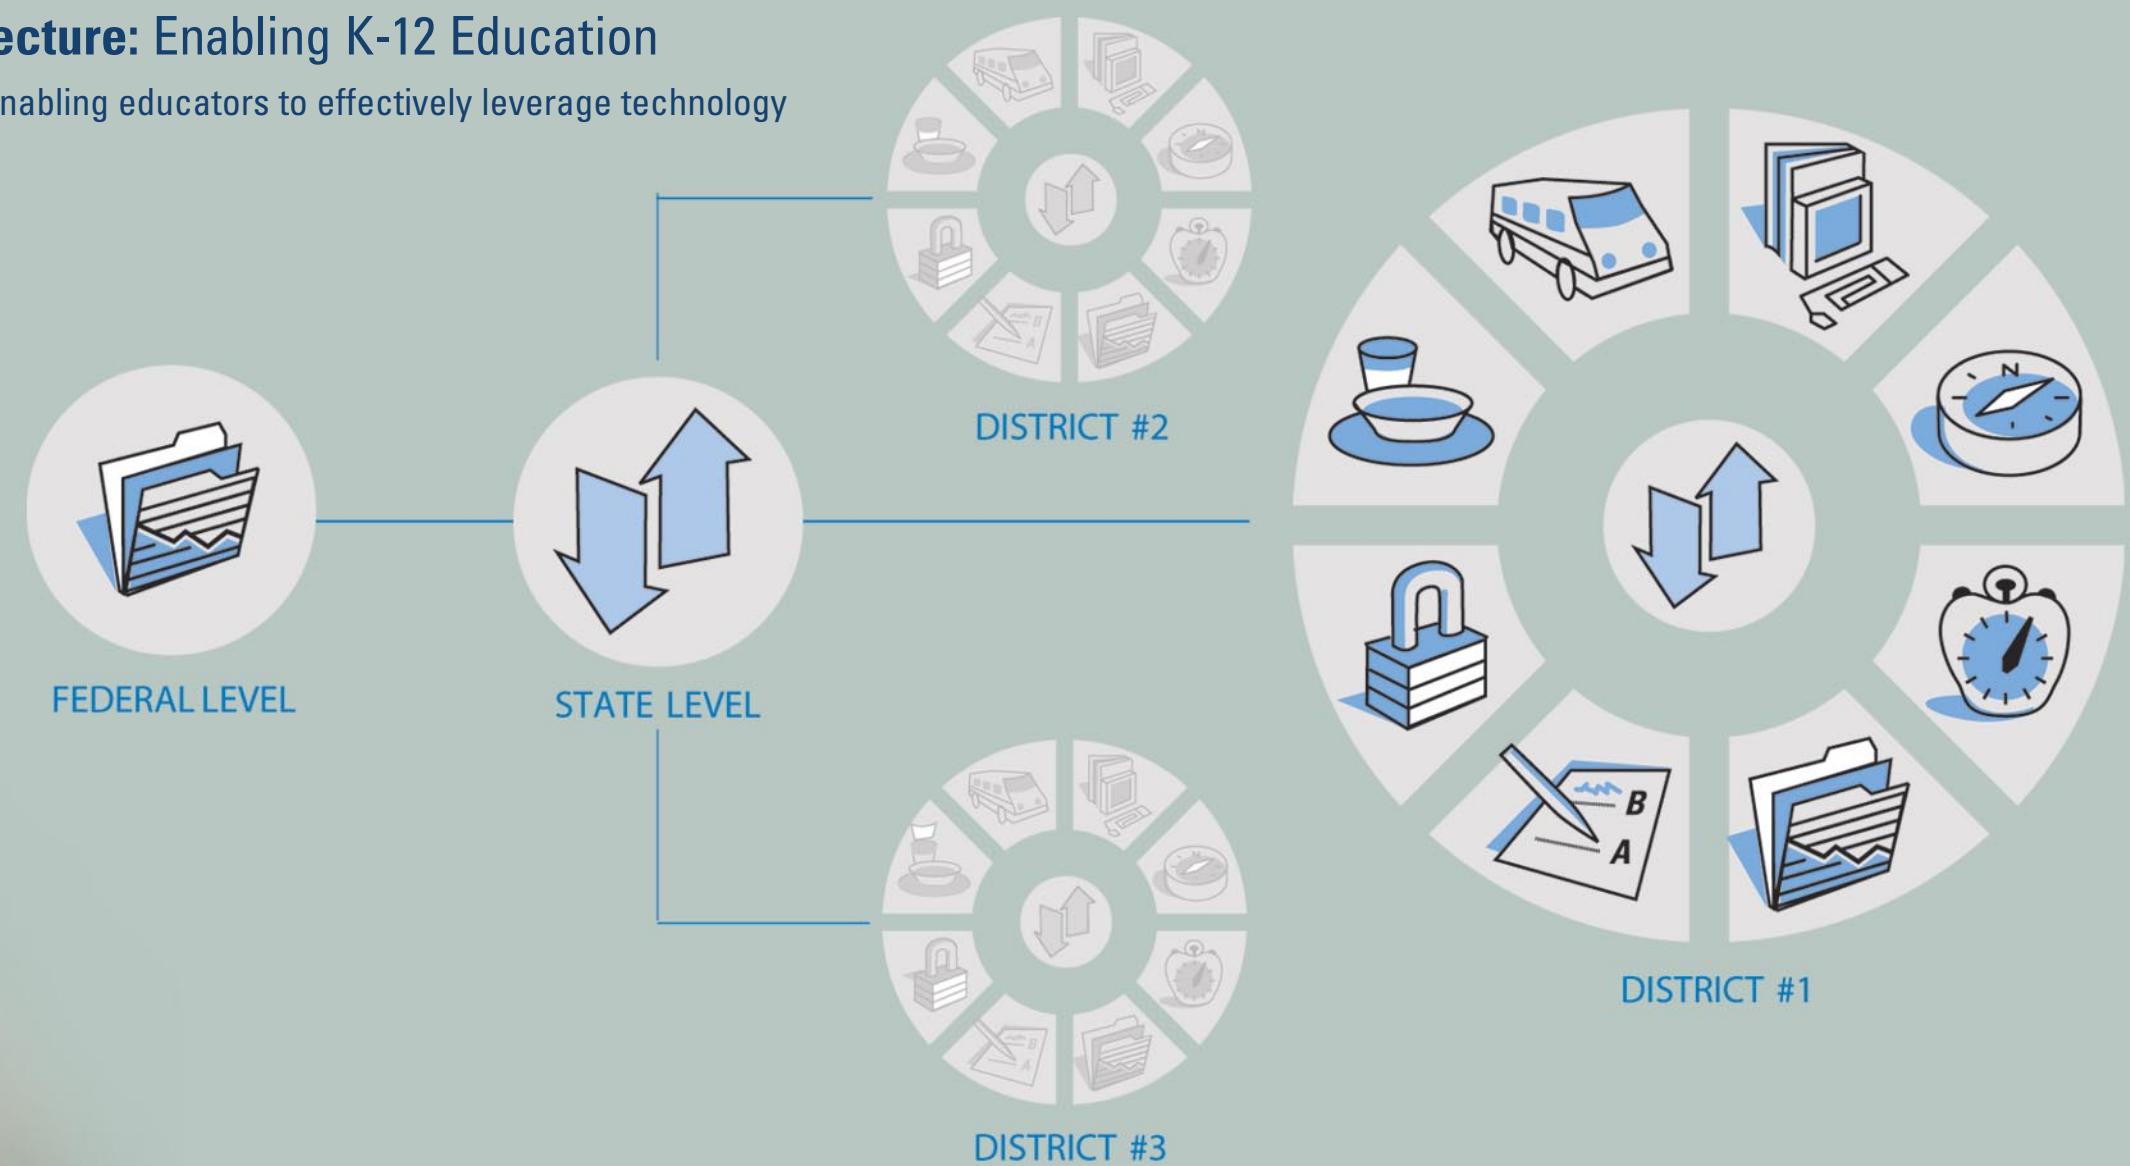 ecture: Enabling K-12 Education
nabling educators to effectively leverage technology
DISTRICT #2
N
FEDERAL LEVEL
STATE LEVEL
B
A
DISTRICT #1
N
B
A
N
B
A
DISTRICT #3